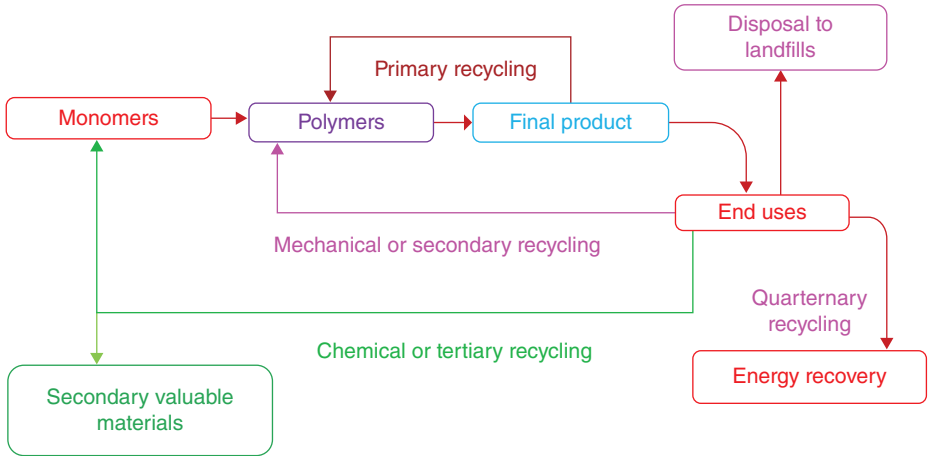 Disposal to
landfills
Primary recycling
Monomers
Polymers
Final product
End uses
Mechanical or secondary recycling
Quarternary
recycling
Chemical or tertiary recycling
Energy recovery
Secondary valuable
materials